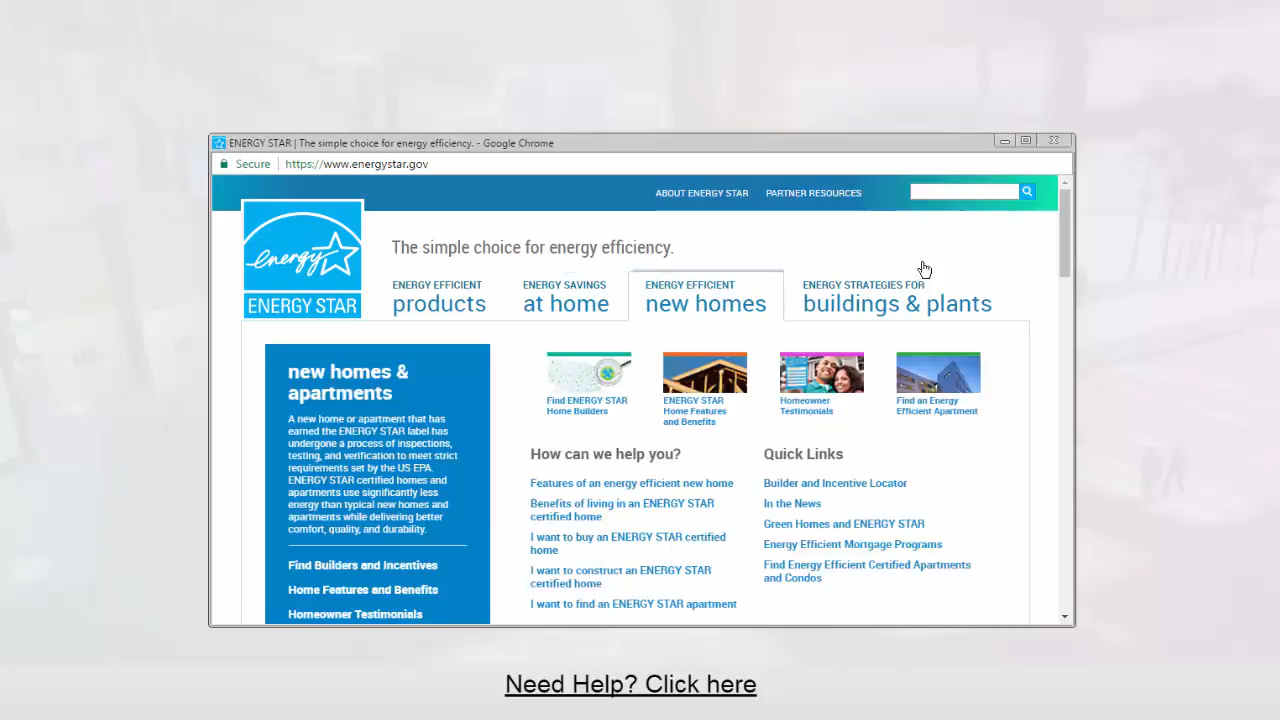 ENERGY STAR | The simple choice for energy efficiency. - Google Chrome
Secure https://www.energystar.gov
ABOUT ENERGY STAR PARTNER RESOURCES
energy
ENERGY STAR
The simple choice for energy efficiency.
ENERGY EFFICIENT
products
ENERGY SAVINGS
at home
ENERGY EFFICIENT
new homes
ENERGY STRATEGIES FOR
buildings & plants
new homes &
apartments
A new home or apartment that has
earned the ENERGY STAR label has
undergone a process of inspections,
testing, and verification to meet strict
requirements set by the US EPA.
ENERGY STAR certified homes and
apartments use significantly less
energy than typical new homes and
apartments while delivering better
comfort, quality, and durability.
Find Builders and Incentives
Home Features and Benefits
Homeowner Testimonials
Find ENERGY STAR
Home Builders
ENERGY STAR
Home Features
and Benefits
Homeowner
Testimonials
Find an Energy
Efficient Apartment
How can we help you?
Features of an energy efficient new home
Benefits of living in an ENERGY STAR
certified home
I want to buy an ENERGY STAR certified
home
I want to construct an ENERGY STAR
certified home
I want to find an ENERGY STAR apartment
Quick Links
Builder and Incentive Locator
In the News
Green Homes and ENERGY STAR
Energy Efficient Mortgage Programs
Find Energy Efficient Certified Apartments
and Condos
Need Help? Click here